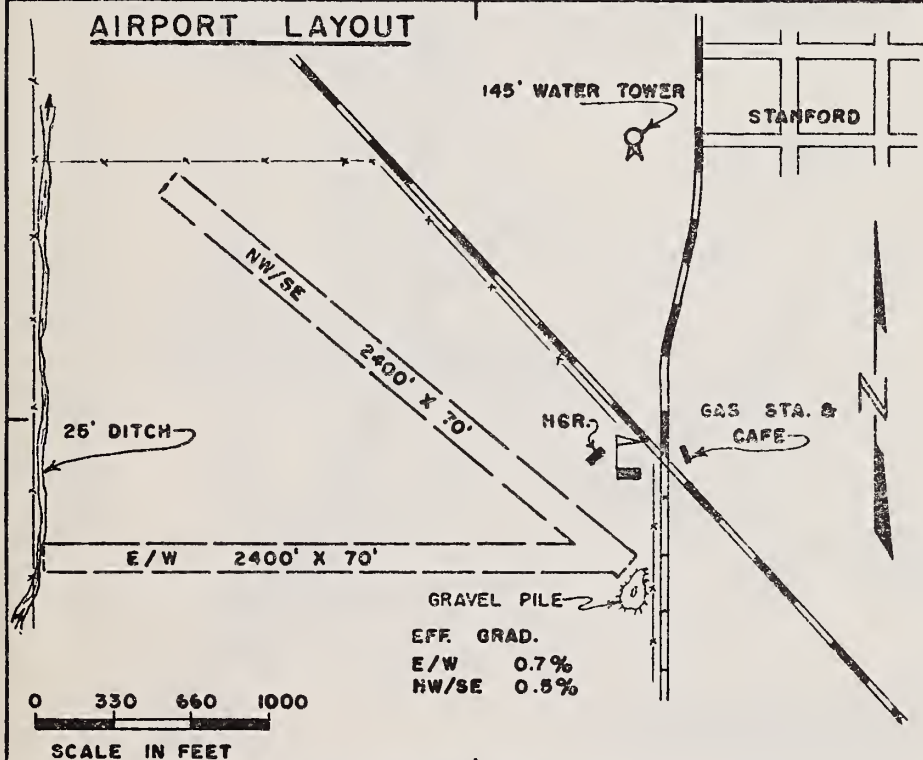 AIRPORT LAYOUT
145' WATER TOWER
STANFORD
NW/SE 2400' X 70'
HGR.
GAS STA. &
CAFE
N
25' DITCH
E/W 2400' X 70'
GRAVEL PILE
EFF. GRAD.
E/W 0.7%
NW/SE 0.5%
0 330 660 1000
SCALE IN FEET